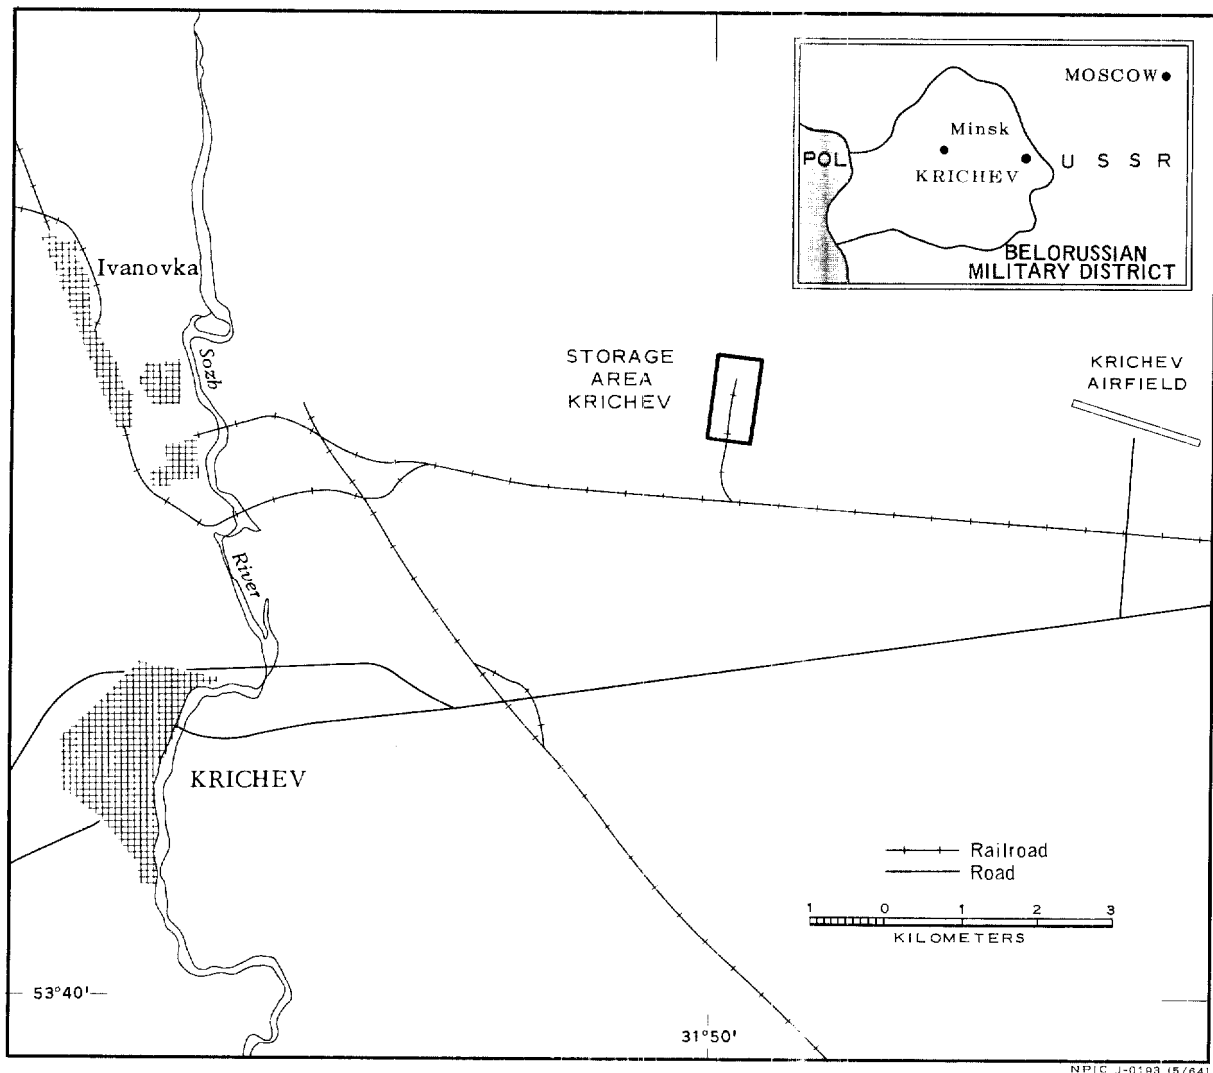 MOSCOW
Minsk
POL
KRICHEV
U S S R
BELORUSSIAN
MILITARY DISTRICT
Ivanovka
Sozh
STORAGE
AREA
KRICHEV
KRICHEV
AIRFIELD
River
KRICHEV
Railroad
Road
1 0 1 2 3
KILOMETERS
53°40'
31°50'
NPIC J-0193 (5/64)